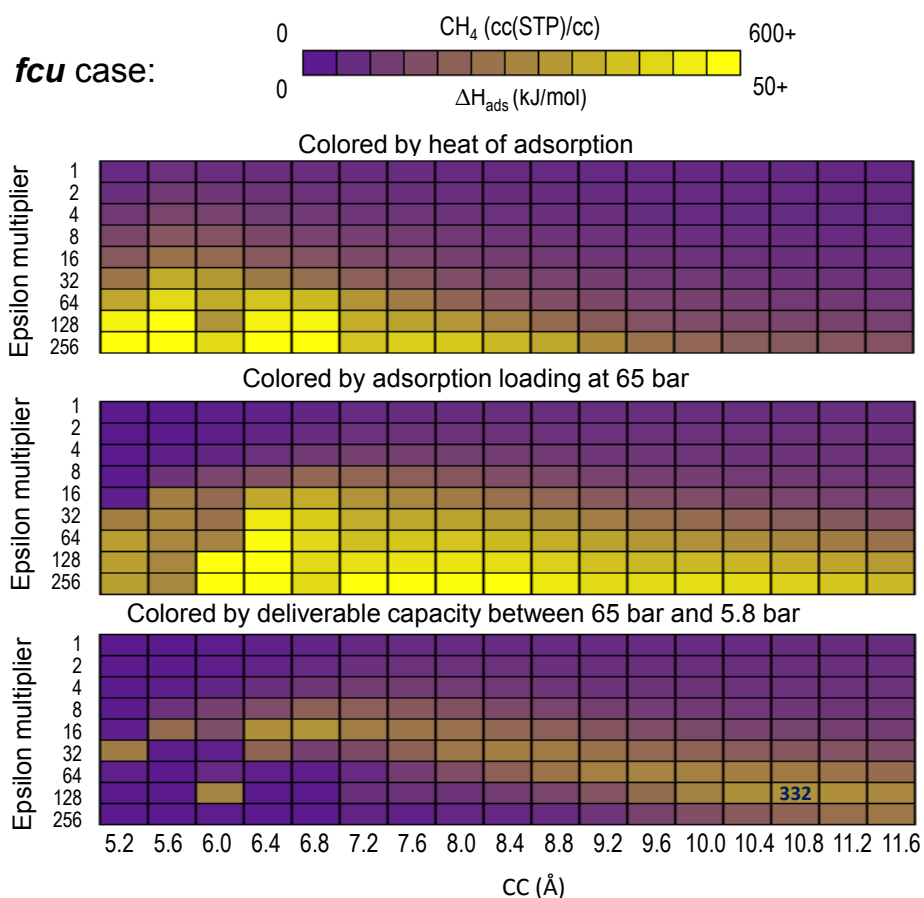 fcu case:
0 CH₄ (cc(STP)/cc) 600+
0 ΔH_ads (kJ/mol) 50+
Colored by heat of adsorption
Epsilon multiplier
1
2
4
8
16
32
64
128
256
Colored by adsorption loading at 65 bar
Epsilon multiplier
1
2
4
8
16
32
64
128
256
Colored by deliverable capacity between 65 bar and 5.8 bar
Epsilon multiplier
1
2
4
8
16
32
64
128
332
256
5.2 5.6 6.0 6.4 6.8 7.2 7.6 8.0 8.4 8.8 9.2 9.6 10.0 10.4 10.8 11.2 11.6
CC (Å)